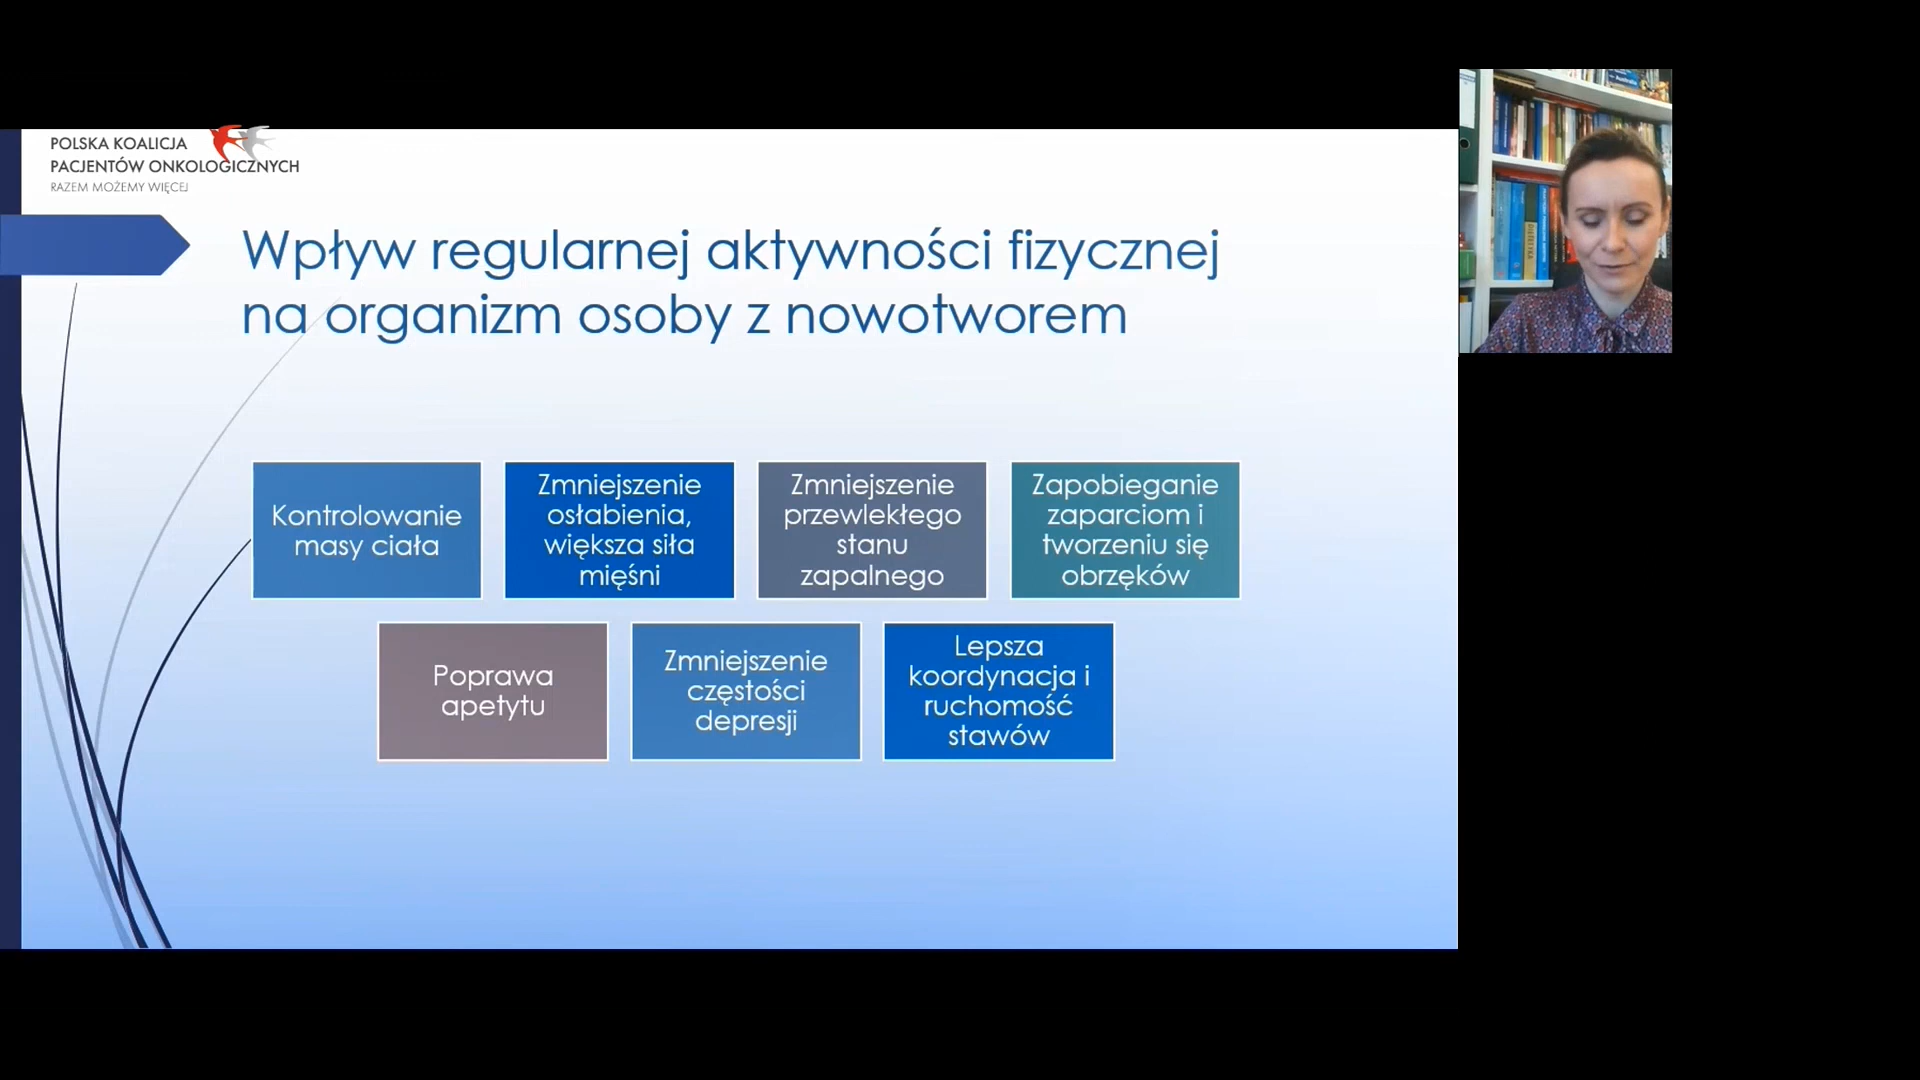 POLSKA KOALICJA
PACJENTÓW ONKOLOGICZNYCH
RAZEM MOŻEMY WIĘCEJ
Wpływ regularnej aktywności fizycznej
na organizm osoby z nowotworem
Kontrolowanie
masy ciała
Zmniejszenie
osłabienia,
większa siła
mięśni
Zmniejszenie
przewlekłego
stanu
zapalnego
Zapobieganie
zaparciom i
tworzeniu się
obrzęków
Poprawa
apetytu
Zmniejszenie
częstości
depresji
Lepsza
koordynacja i
ruchomość
stawów
Australia